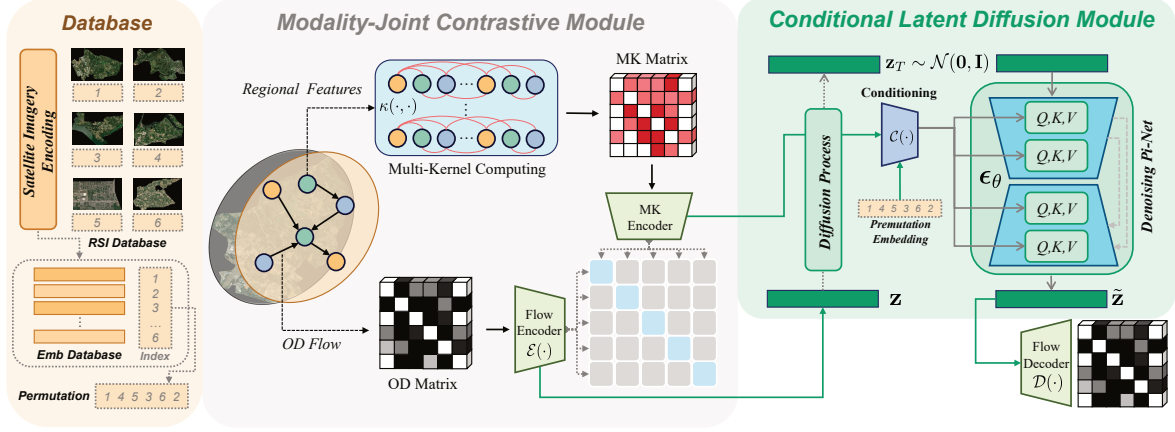 Database
Satellite Imagery
Encoding
1
2
3
4
5
6
RSI Database
1
2
3
...
6
Emb Database
Index
Permutation
1 4 5 3 6 2
Modality-Joint Contrastive Module
Regional Features
κ(·,·)
Multi-Kernel Computing
MK Matrix
MK
Encoder
OD Flow
OD Matrix
Flow
Encoder
ℰ(·)
Conditional Latent Diffusion Module
z_T ∼ 𝒩(0, I)
Diffusion Process
Conditioning
𝒞(·)
1 4 5 3 6 2
Premutation
Embedding
ϵ_θ
Q,K,V
Q,K,V
Q,K,V
Q,K,V
Denoising Pi-Net
z
z̃
Flow
Decoder
𝒟(·)